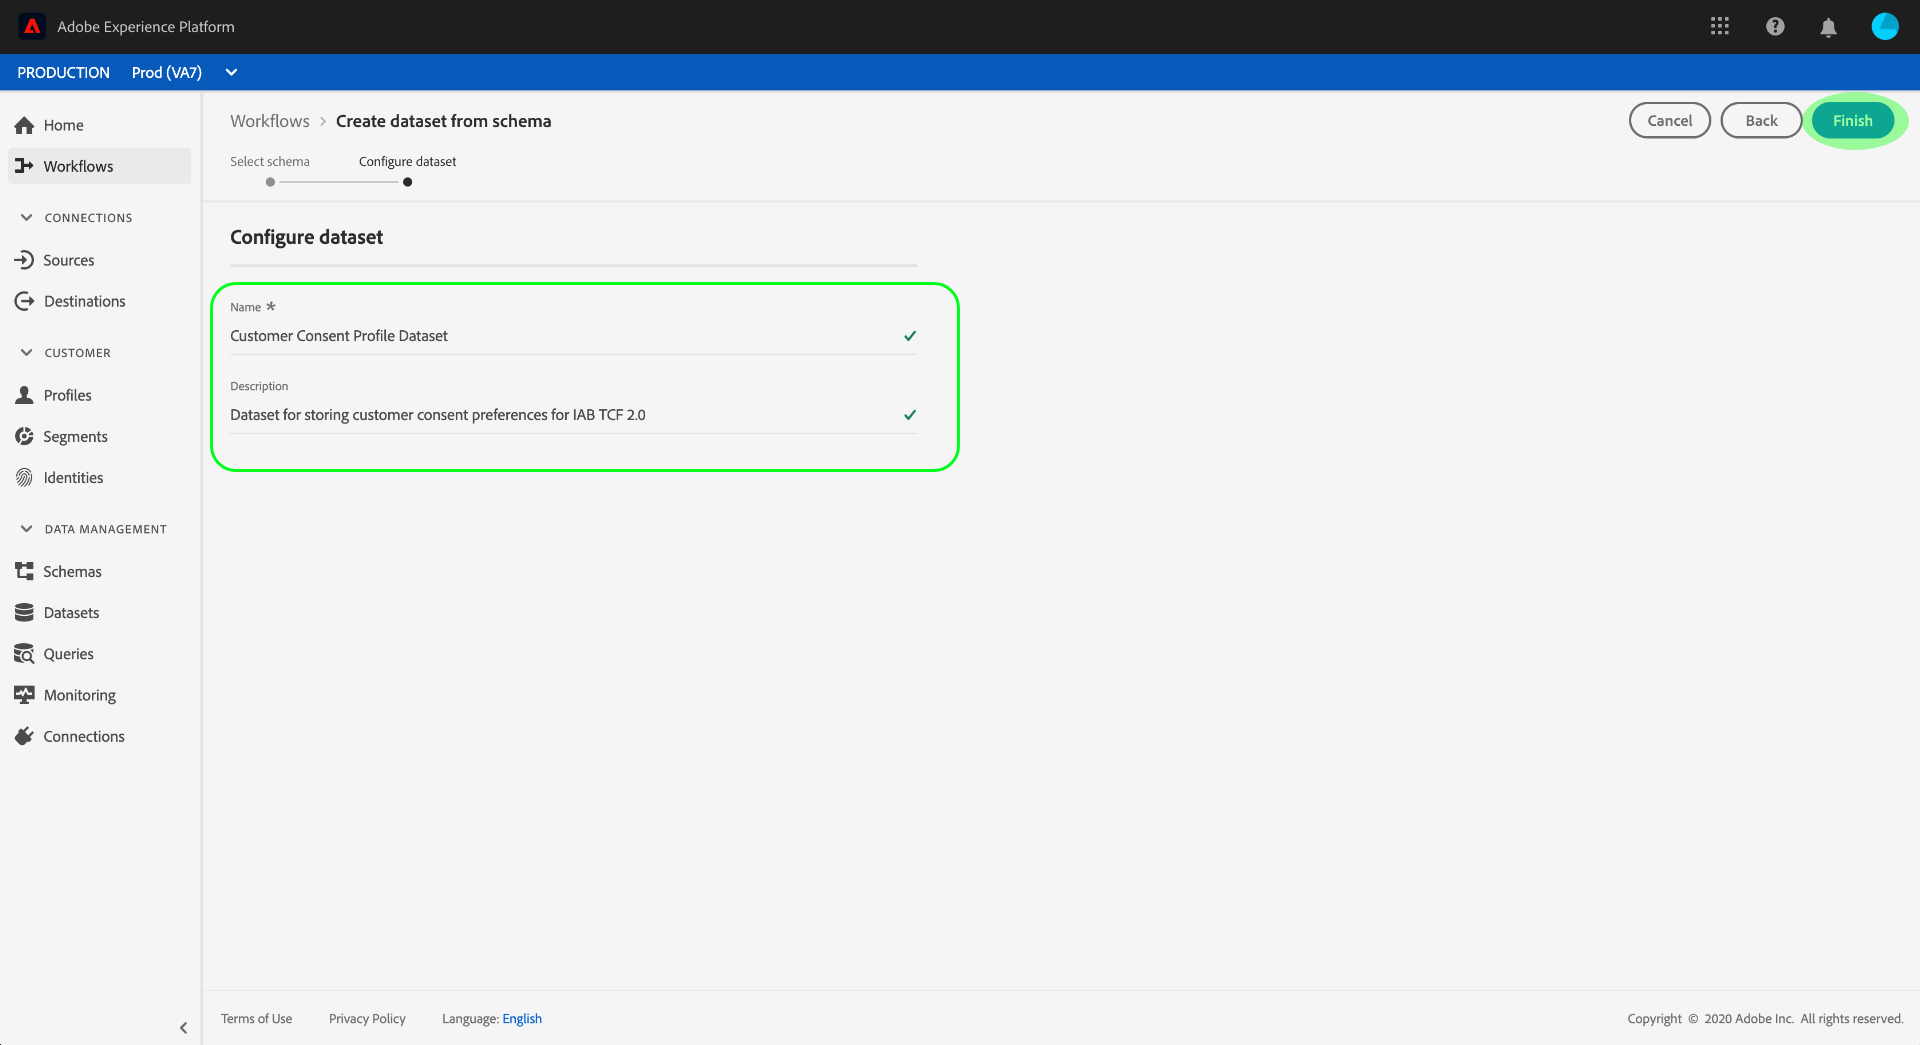 Adobe Experience Platform
PRODUCTION Prod (VA7)
Home
Workflows
CONNECTIONS
Sources
Destinations
CUSTOMER
Profiles
Segments
Identities
DATA MANAGEMENT
Schemas
Datasets
Queries
Monitoring
Connections
Workflows > Create dataset from schema
Cancel Back Finish
Select schema Configure dataset
Configure dataset
Name *
Customer Consent Profile Dataset
Description
Dataset for storing customer consent preferences for IAB TCF 2.0
Terms of Use Privacy Policy Language: English Copyright © 2020 Adobe Inc. All rights reserved.